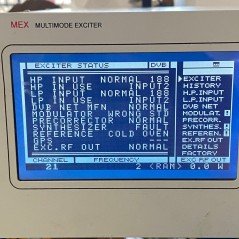 MEX MULTIMODE EXCITER
EXCITER STATUS DVB
HP INPUT NORMAL 188
HP IN USE INPUT2
LP INPUT NORMAL 188
LP IN USE INPUT2
DVB NET MFN NORMAL
MODULATOR WRONG STD
PRECORRECTOR NORMAL
SYNTHESIZER FAULT
REFERENCE COLD OVEN
GPS ---
EXC.RF OUT NORMAL
EXCITER
HISTORY
H.P.INPUT
L.P.INPUT
DVB NET
MODULAT. !
PRECORR.
SYNTHES. !
REFEREN. !
EX.RF OUT
DETAILS
FACTORY
CHANNEL FREQUENCY EXC.RF OUT
21 2 <RAM> 0.0 W